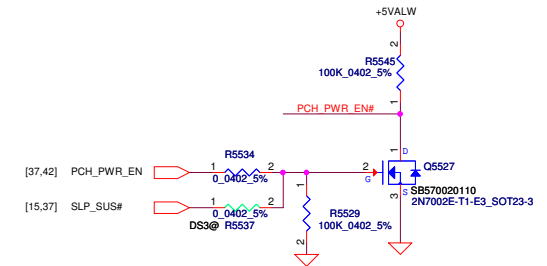 +5VALW
2
R5545
100K_0402_5%
1
PCH_PWR_EN#
1
D
R5534
[37,42] PCH_PWR_EN 1 2
0_0402_5%
2
G
Q5527
SB570020110
S
3
2N7002E-T1-E3_SOT23-3
[15,37] SLP_SUS# 1 2
0_0402_5%
DS3@ R5537
1
R5529
100K_0402_5%
2